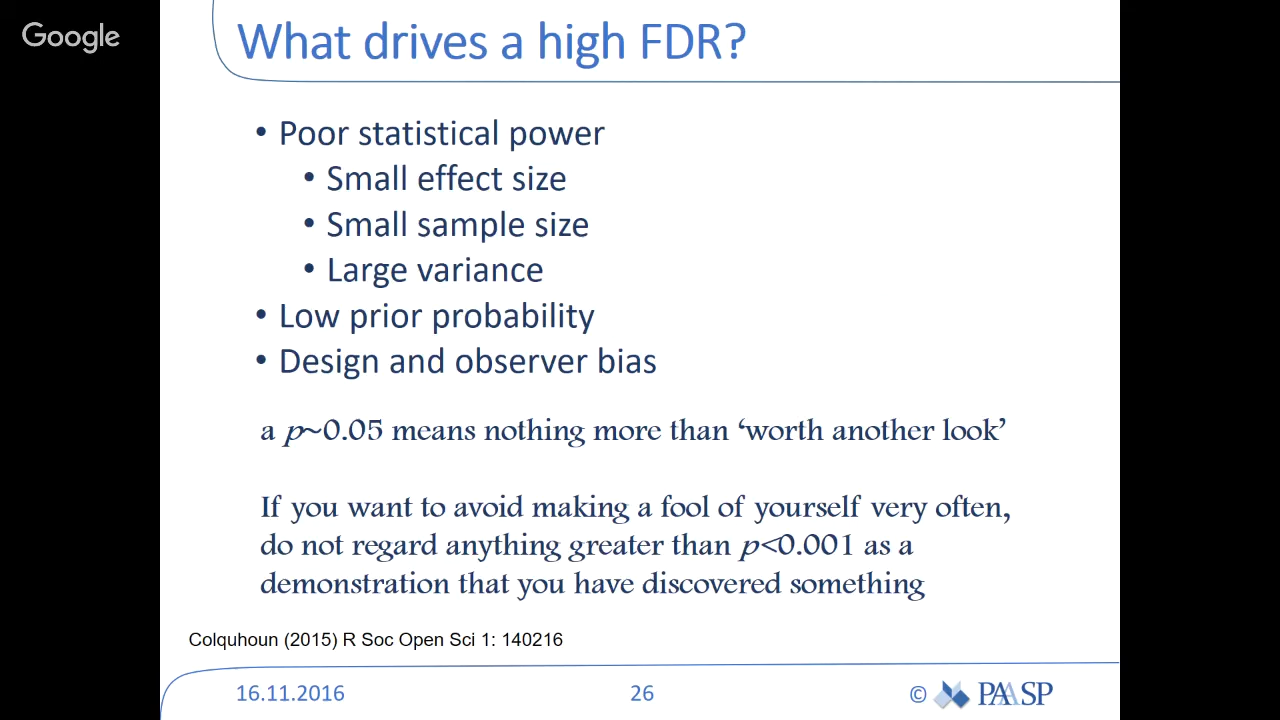 Google
What drives a high FDR?
• Poor statistical power
• Small effect size
• Small sample size
• Large variance
• Low prior probability
• Design and observer bias
a p~0.05 means nothing more than ‘worth another look’
If you want to avoid making a fool of yourself very often,
do not regard anything greater than p<0.001 as a
demonstration that you have discovered something
Colquhoun (2015) R Soc Open Sci 1: 140216
16.11.2016
26
© PAASP